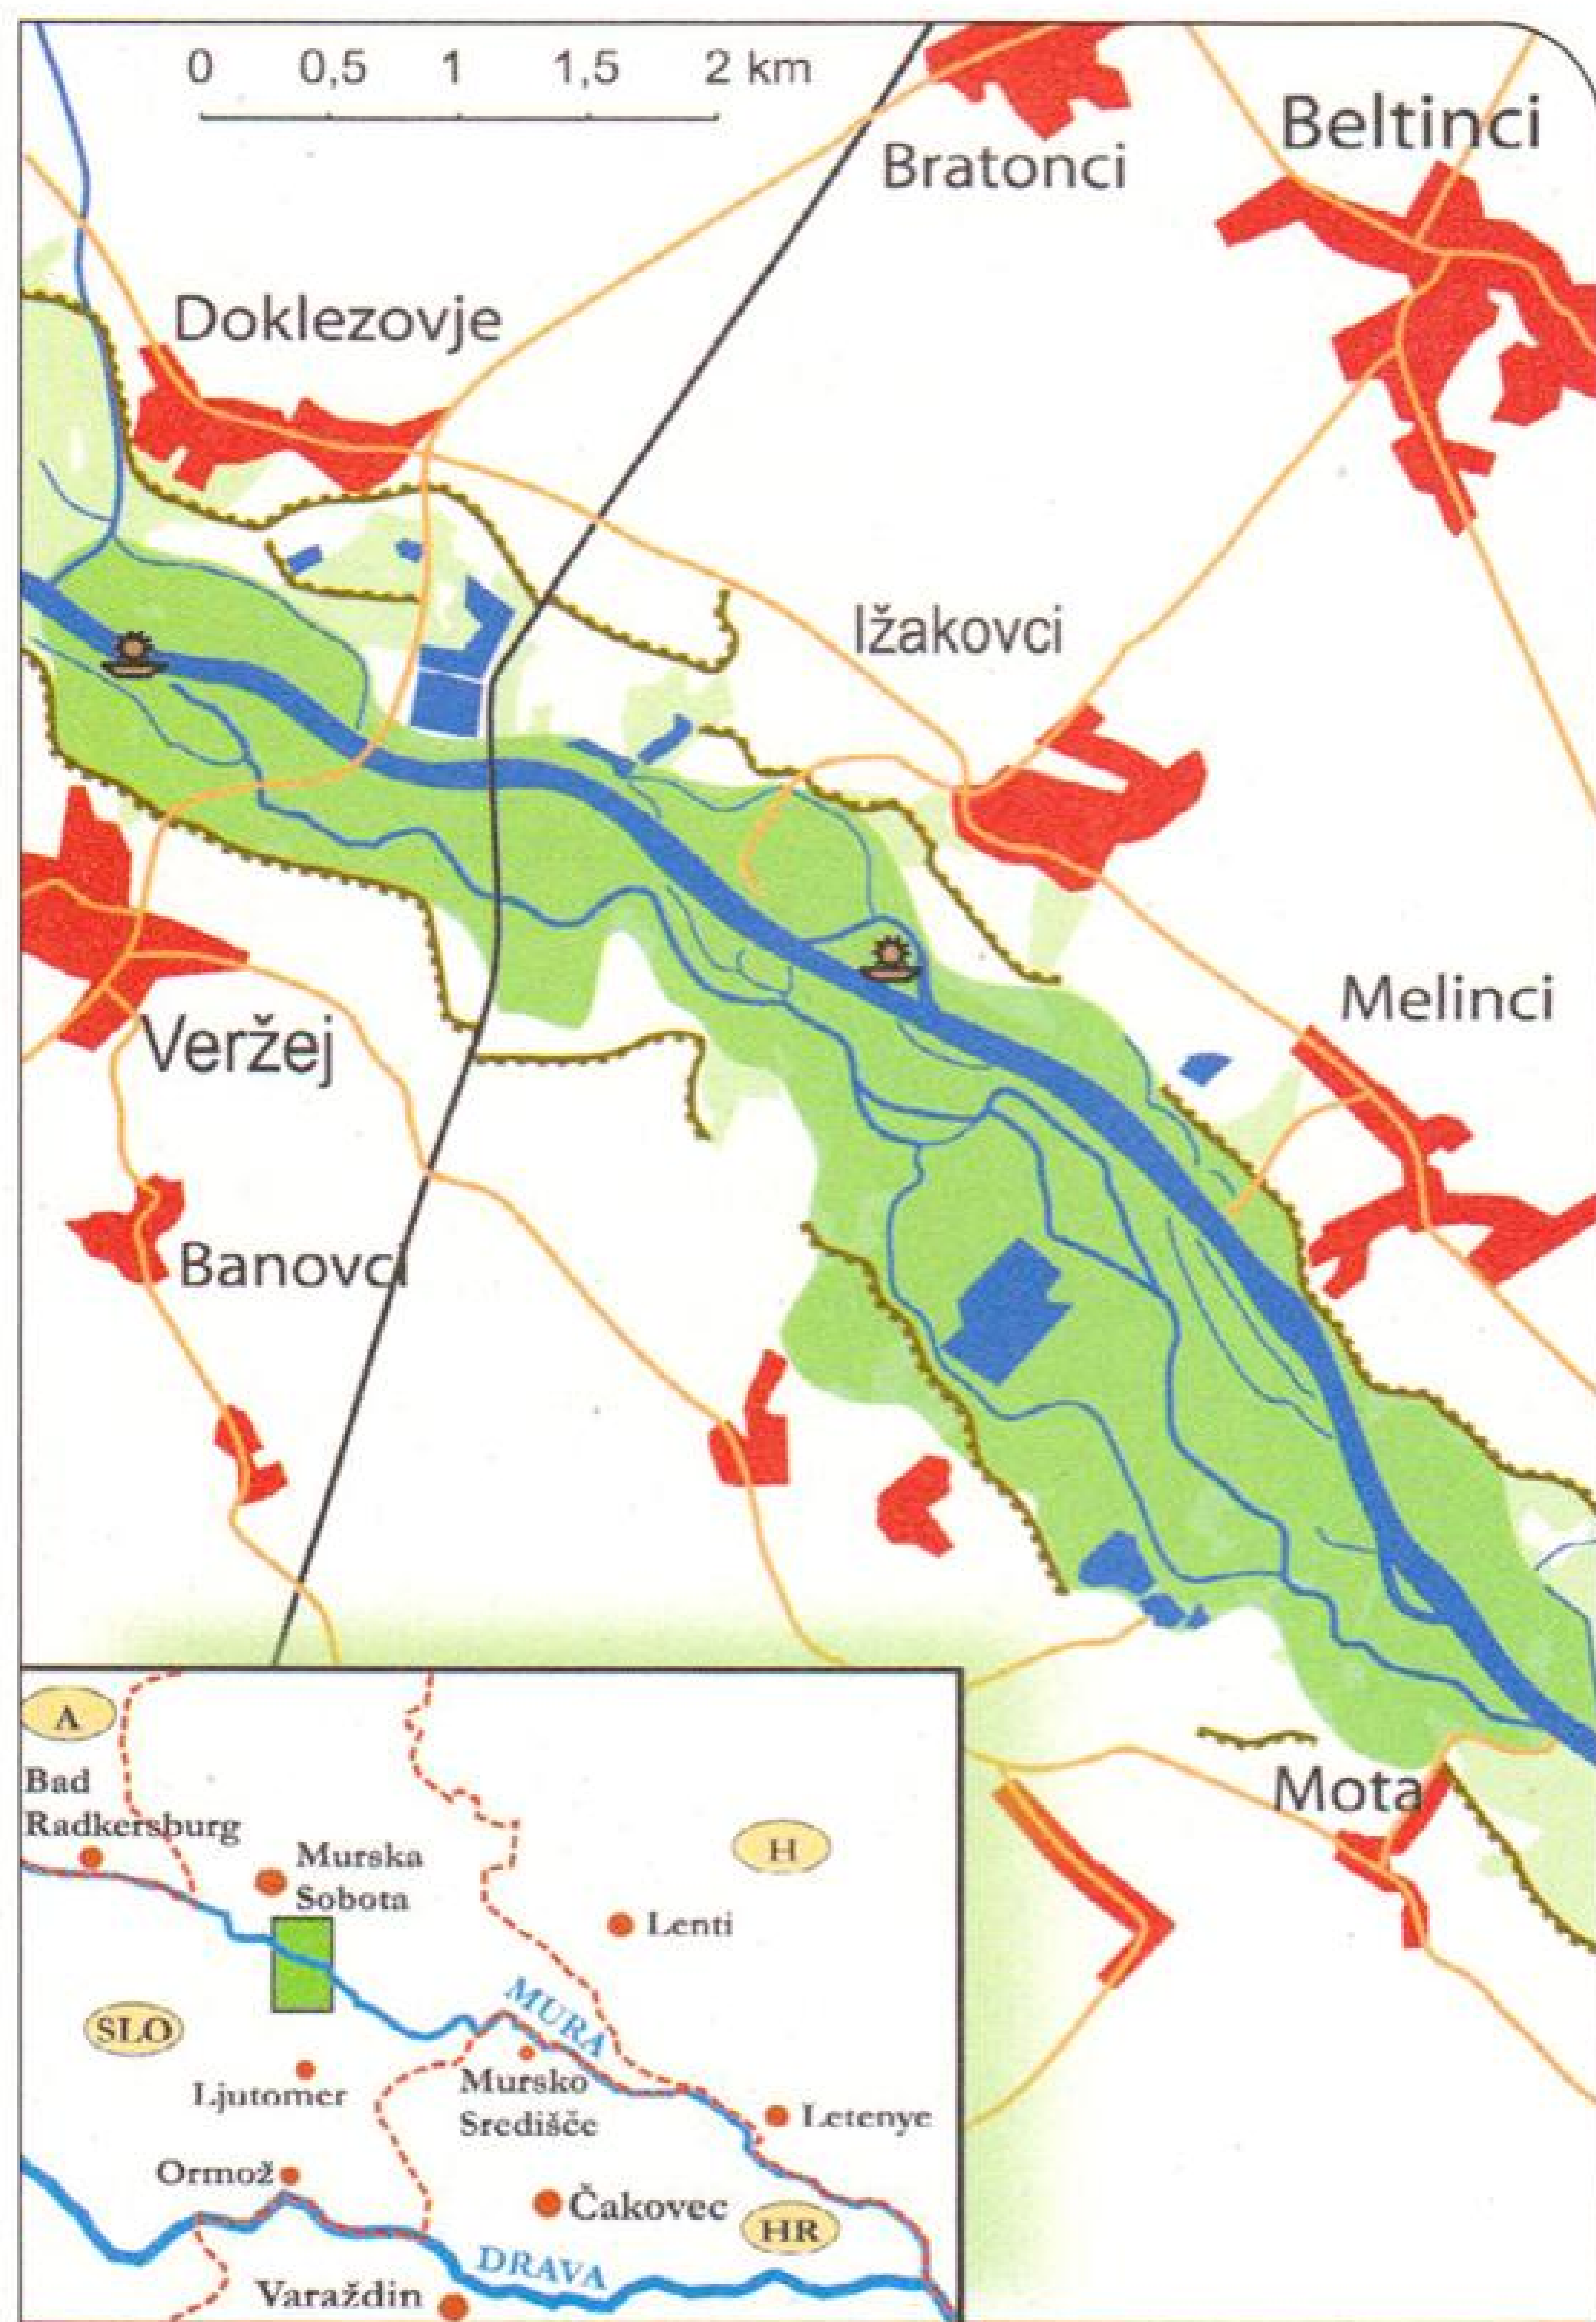 0 0,5 1 1,5 2 km
Beltinci
Bratonci
Doklezovje
Ižakovci
Melinci
Veržej
Banovci
Mota
A
Bad
Radkersburg
Murska
Sobota
H
Lenti
MURA
SLO
Ljutomer
Mursko
Središče
Letenye
Ormož
Čakovec
HR
DRAVA
Varaždin